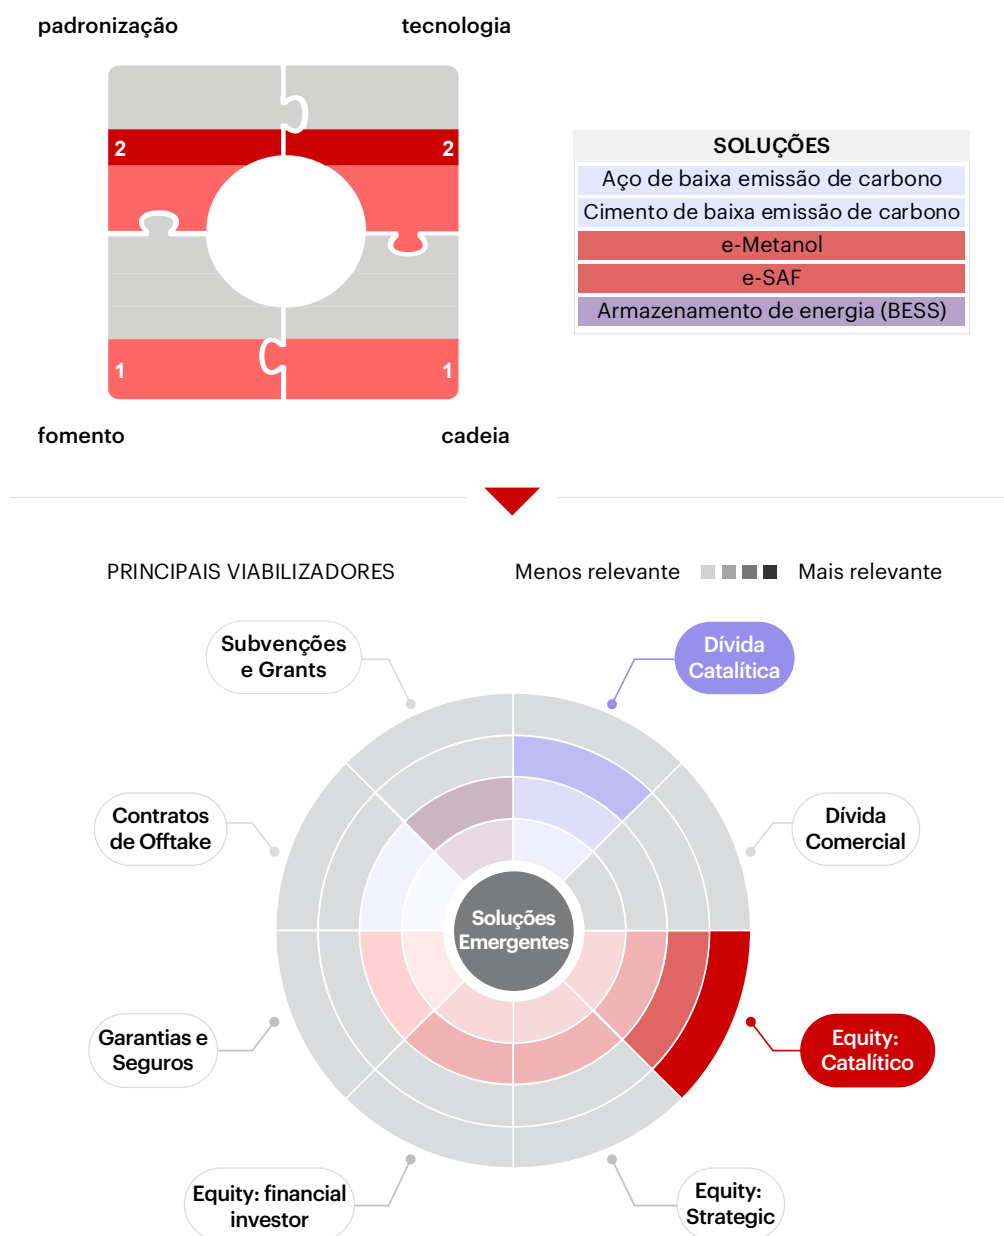 padronização
tecnologia
2
2
1
1
fomento
cadeia
SOLUÇÕES
Aço de baixa emissão de carbono
Cimento de baixa emissão de carbono
e-Metanol
e-SAF
Armazenamento de energia (BESS)
PRINCIPAIS VIABILIZADORES
Menos relevante
Mais relevante
Subvenções
e Grants
Dívida
Catalítica
Contratos
de Offtake
Dívida
Comercial
Soluções
Emergentes
Garantias e
Seguros
Equity:
Catalítico
Equity: financial
investor
Equity:
Strategic